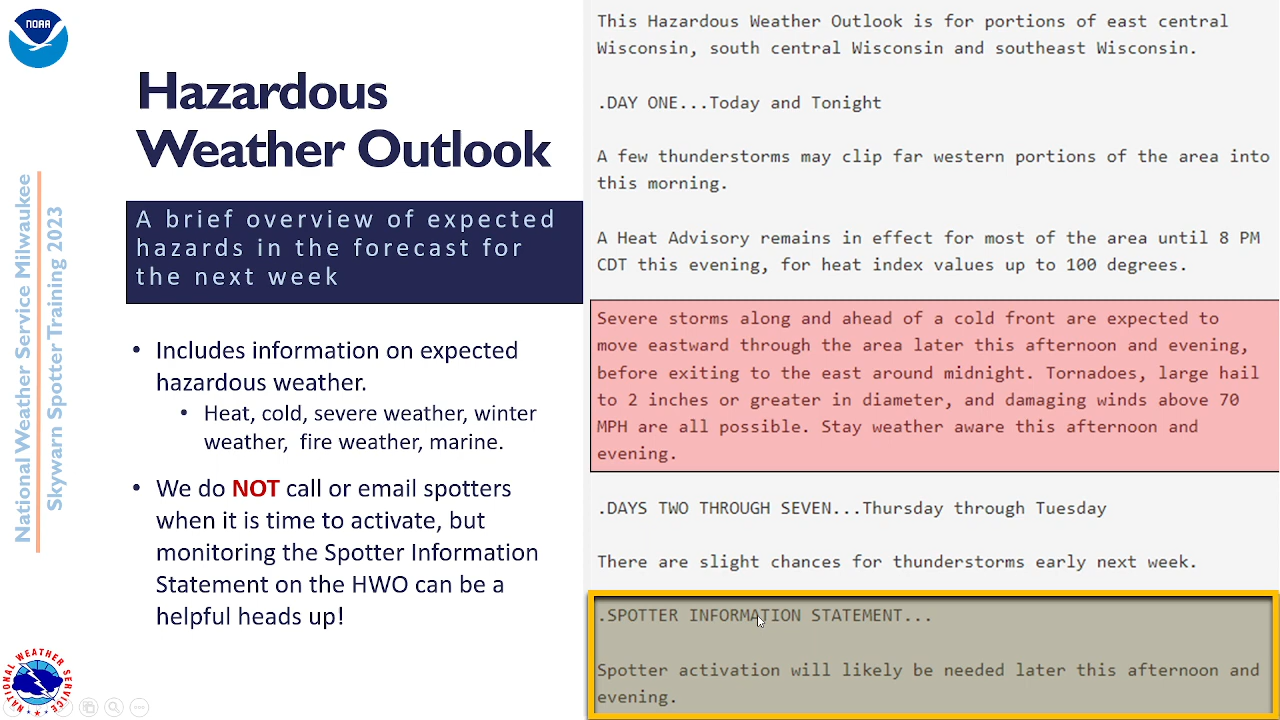 NOAA
Hazardous
Weather Outlook
A brief overview of expected
hazards in the forecast for
the next week
• Includes information on expected
hazardous weather.
• Heat, cold, severe weather, winter
weather, fire weather, marine.
• We do NOT call or email spotters
when it is time to activate, but
monitoring the Spotter Information
Statement on the HWO can be a
helpful heads up!
National Weather Service Milwaukee
Skywarn Spotter Training 2023
NATIONAL WEATHER SERVICE
This Hazardous Weather Outlook is for portions of east central
Wisconsin, south central Wisconsin and southeast Wisconsin.
.DAY ONE...Today and Tonight
A few thunderstorms may clip far western portions of the area into
this morning.
A Heat Advisory remains in effect for most of the area until 8 PM
CDT this evening, for heat index values up to 100 degrees.
Severe storms along and ahead of a cold front are expected to
move eastward through the area later this afternoon and evening,
before exiting to the east around midnight. Tornadoes, large hail
to 2 inches or greater in diameter, and damaging winds above 70
MPH are all possible. Stay weather aware this afternoon and
evening.
.DAYS TWO THROUGH SEVEN...Thursday through Tuesday
There are slight chances for thunderstorms early next week.
.SPOTTER INFORMATION STATEMENT...
Spotter activation will likely be needed later this afternoon and
evening.